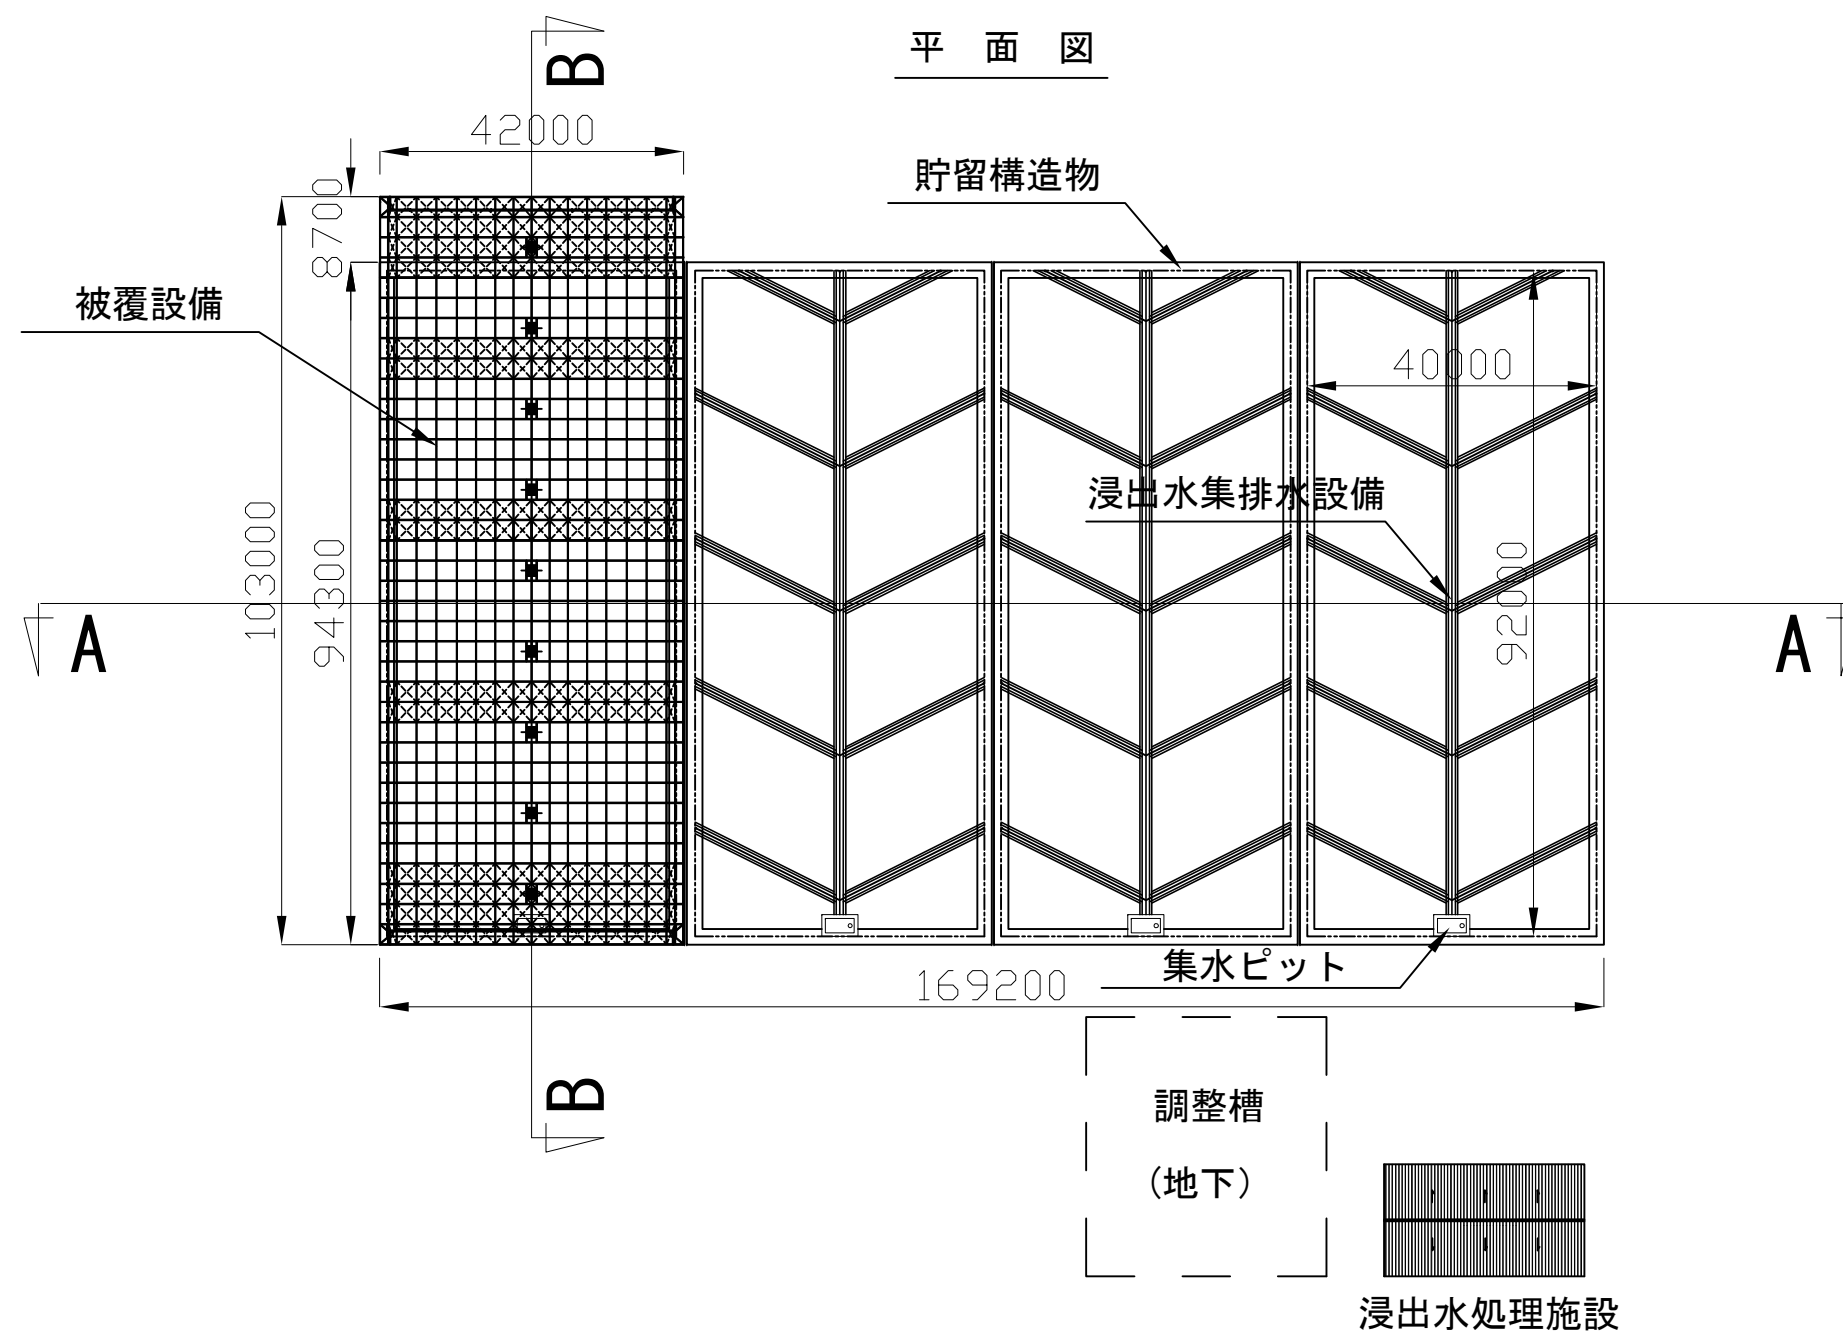 平 面 図
B
42000
貯留構造物
8700
被覆設備
40000
浸出水集排水設備
103000
94300
92000
A
A
集水ピット
169200
B
調整槽
(地下)
浸出水処理施設